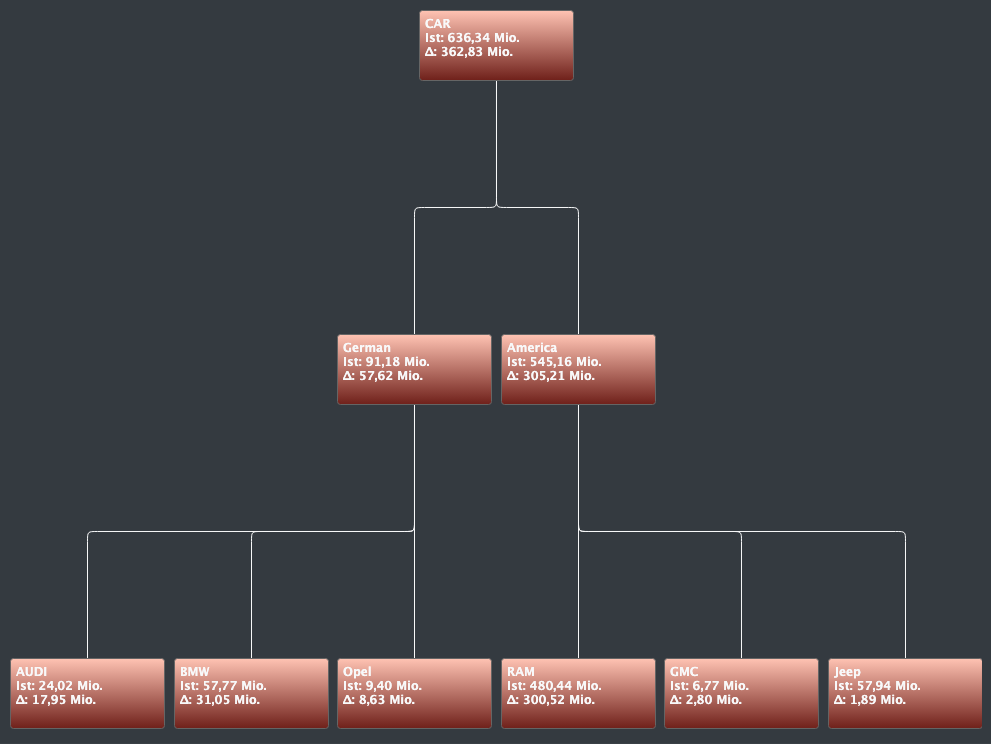 CAR
Ist: 636,34 Mio.
Δ: 362,83 Mio.
German
Ist: 91,18 Mio.
Δ: 57,62 Mio.
America
Ist: 545,16 Mio.
Δ: 305,21 Mio.
AUDI
Ist: 24,02 Mio.
Δ: 17,95 Mio.
BMW
Ist: 57,77 Mio.
Δ: 31,05 Mio.
Opel
Ist: 9,40 Mio.
Δ: 8,63 Mio.
RAM
Ist: 480,44 Mio.
Δ: 300,52 Mio.
GMC
Ist: 6,77 Mio.
Δ: 2,80 Mio.
Jeep
Ist: 57,94 Mio.
Δ: 1,89 Mio.